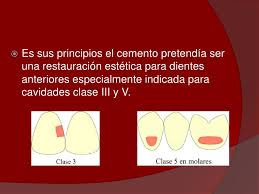 Es sus principios el cemento pretendía ser
una restauración estética para dientes
anteriores especialmente indicada para
cavidades clase III y V.
Clase 3
Clase 5 en molares